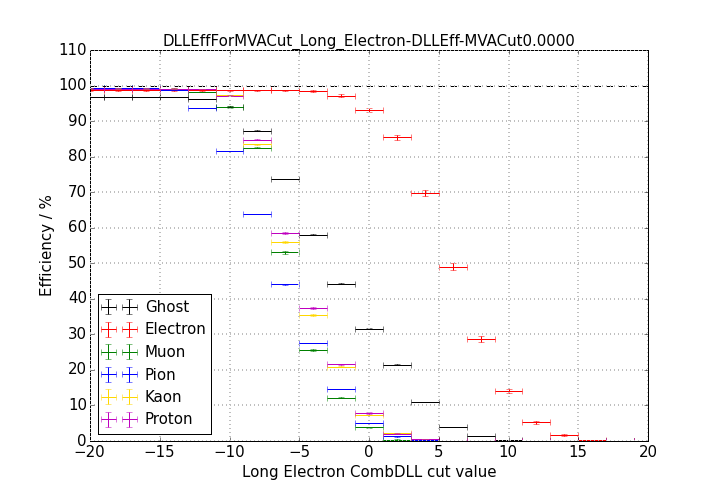 DLLEffForMVACut_Long_Electron-DLLEff-MVACut0.0000
110
100
90
80
70
60
50
40
30
20
10
0
Efficiency / %
Ghost
Electron
Muon
Pion
Kaon
Proton
−20 −15 −10 −5 0 5 10 15 20
Long Electron CombDLL cut value